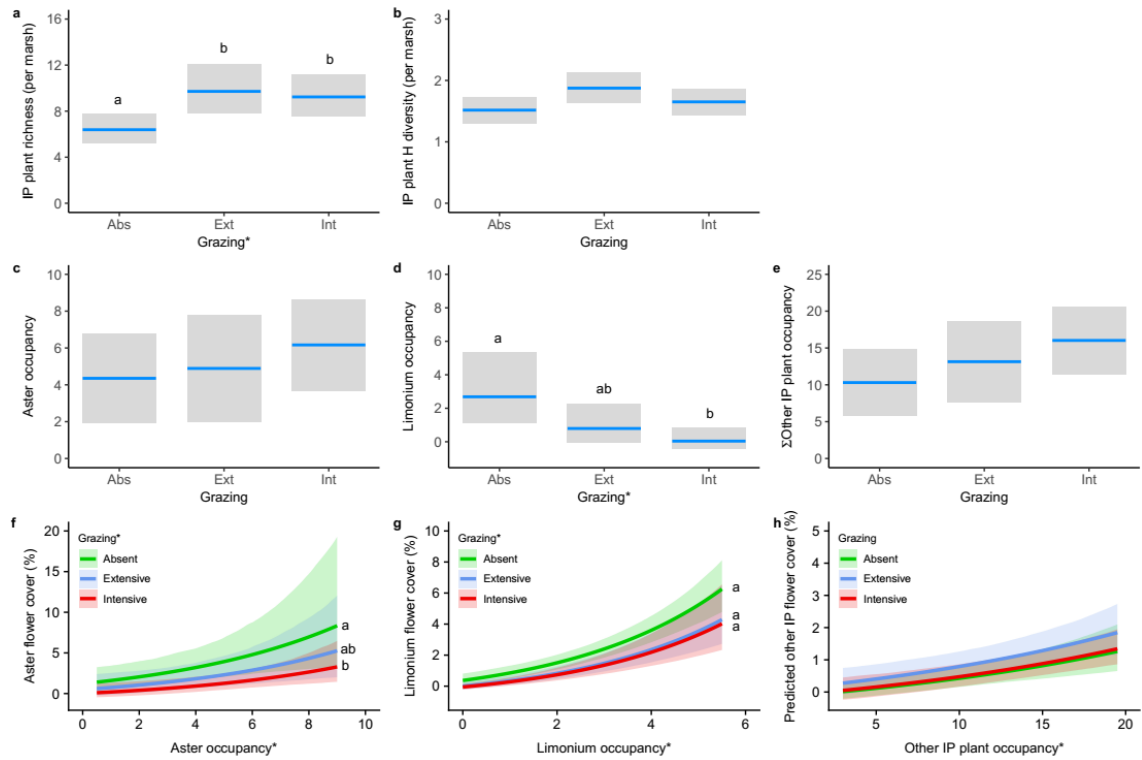 a
IP plant richness (per marsh)
16
12
8
4
0
a
b
b
Abs
Ext
Int
Grazing*
b
IP plant H diversity (per marsh)
3
2
1
0
Abs
Ext
Int
Grazing
c
Aster occupancy
10
8
6
4
2
0
Abs
Ext
Int
Grazing
d
Limonium occupancy
10
8
6
4
2
0
a
ab
b
Abs
Ext
Int
Grazing*
e
ΣOther IP plant occupancy
25
20
15
10
5
0
Abs
Ext
Int
Grazing
f
Aster flower cover (%)
20
15
10
5
0
Grazing*
Absent
Extensive
Intensive
a
ab
b
0
2
4
6
8
10
Aster occupancy*
g
Limonium flower cover (%)
10
8
6
4
2
0
Grazing*
Absent
Extensive
Intensive
a
a
a
0
2
4
6
Limonium occupancy*
h
Predicted other IP flower cover (%)
5
4
3
2
1
0
Grazing
Absent
Extensive
Intensive
5
10
15
20
Other IP plant occupancy*